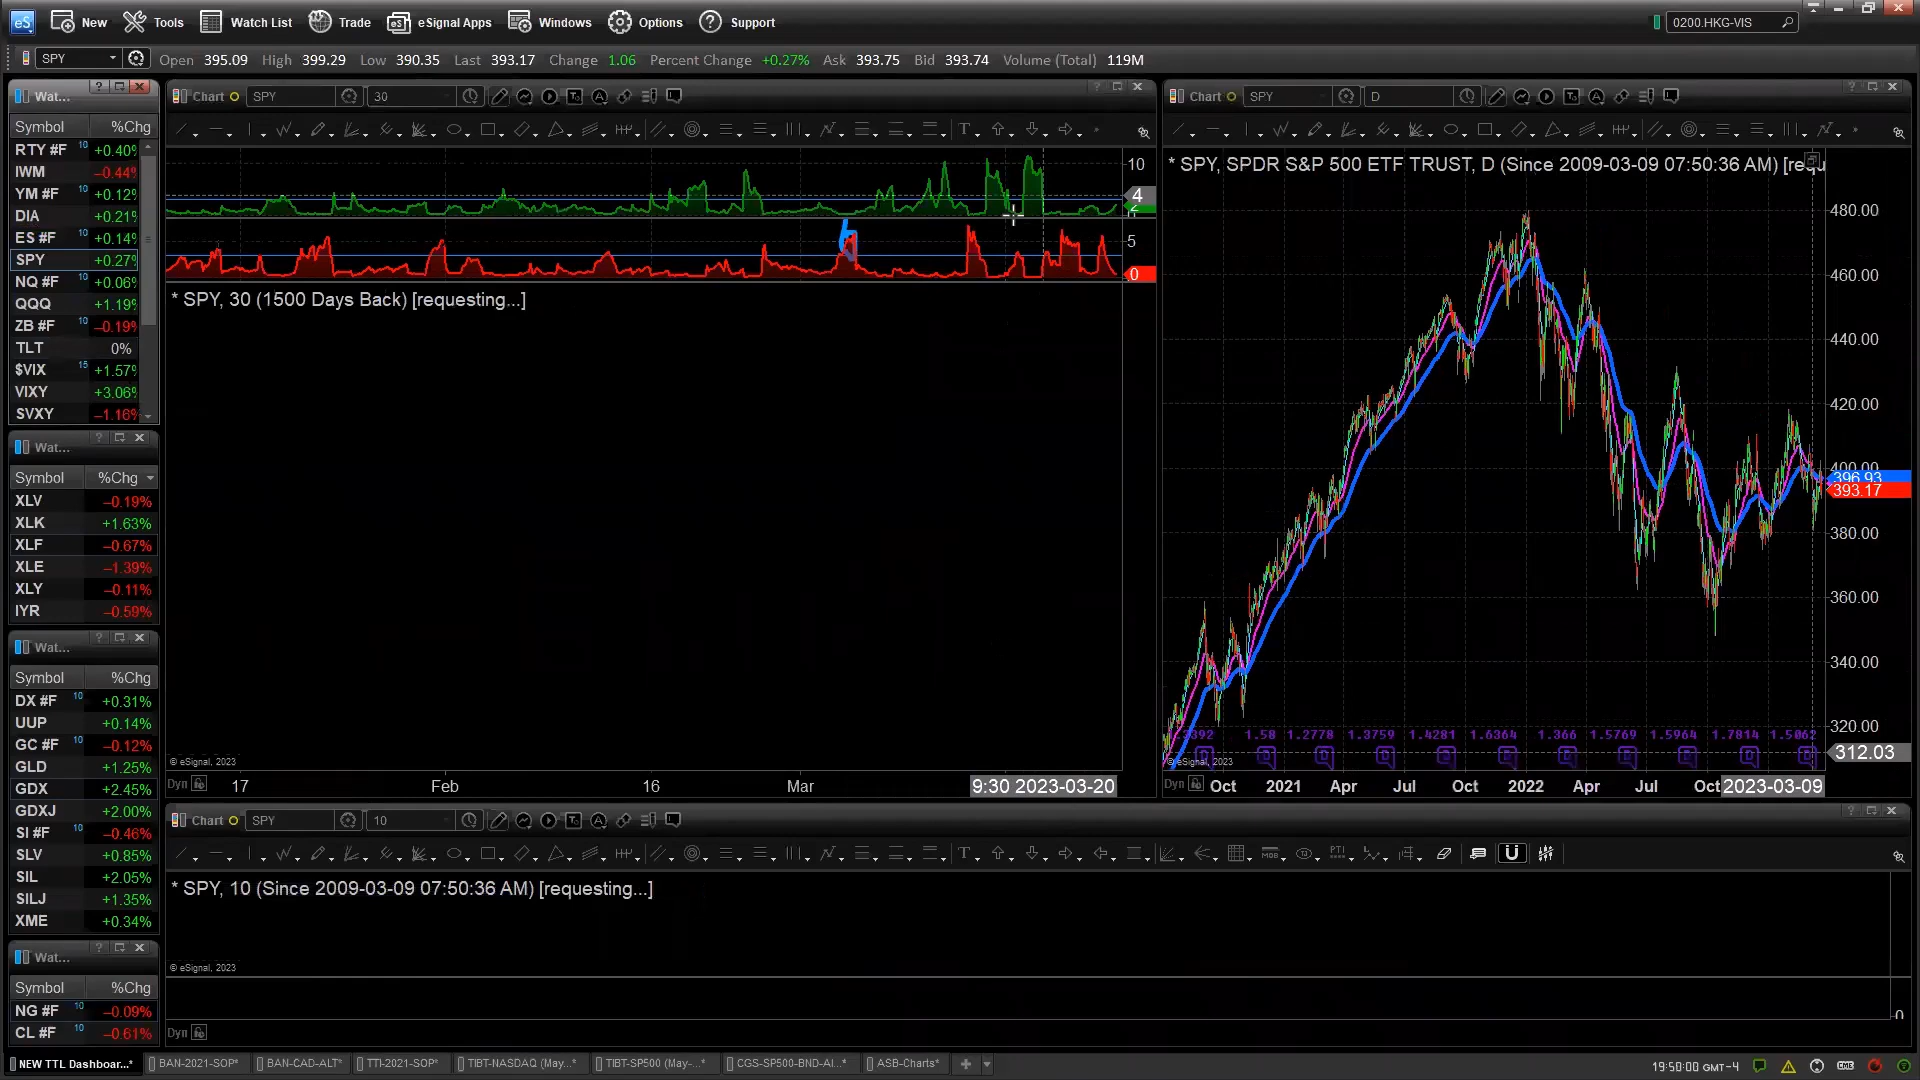 eS New Tools Watch List Trade eSignal Apps Windows Options Support 0200.HKG-VIS
SPY Open 395.09 High 399.29 Low 390.35 Last 393.17 Change 1.06 Percent Change +0.27% Ask 393.75 Bid 393.74 Volume (Total) 119M
Wat...
Symbol %Chg
RTY #F 10 +0.40%
IWM -0.44%
YM #F 10 +0.12%
DIA +0.21%
ES #F 10 +0.14%
SPY +0.27%
NQ #F 10 +0.06%
QQQ +1.19%
ZB #F 10 -0.19%
TLT 0%
$VIX 15 +1.57%
VIXY +3.06%
SVXY -1.16%
Wat...
Symbol %Chg
XLV -0.19%
XLK +1.63%
XLF -0.67%
XLE -1.39%
XLY -0.11%
IYR -0.59%
Wat...
Symbol %Chg
DX #F 10 +0.31%
UUP +0.14%
GC #F 10 -0.12%
GLD +1.25%
GDX +2.45%
GDXJ +2.00%
SI #F 10 -0.46%
SLV +0.85%
SIL +2.05%
SILJ +1.35%
XME +0.34%
Wat...
Symbol %Chg
NG #F 10 -0.09%
CL #F 10 -0.61%
Chart SPY 30
10
4
2
5
0
* SPY, 30 (1500 Days Back) [requesting...]
© eSignal, 2023
Dyn 17 Feb 16 Mar 9:30 2023-03-20
Chart SPY D
* SPY, SPDR S&P 500 ETF TRUST, D (Since 2009-03-09 07:50:36 AM) [requ
480.00
460.00
440.00
420.00
400.00
396.93
393.17
380.00
360.00
340.00
320.00
1.58 1.2778 1.3759 1.4281 1.6364 1.366 1.5769 1.5964 1.7814 1.5062
312.03
© eSignal, 2023
Dyn Oct 2021 Apr Jul Oct 2022 Apr Jul Oct 2023-03-09
Chart SPY 10
* SPY, 10 (Since 2009-03-09 07:50:36 AM) [requesting...]
© eSignal, 2023
0
Dyn
NEW TTL Dashboar...* BAN-2021-SOP* BAN-CAD-ALT* TTI-2021-SOP* TIBT-NASDAQ (May...* TIBT-SP500 (May-...* CGS-SP500-BND-Al...* ASB-Charts* 19:50:00 GMT-4